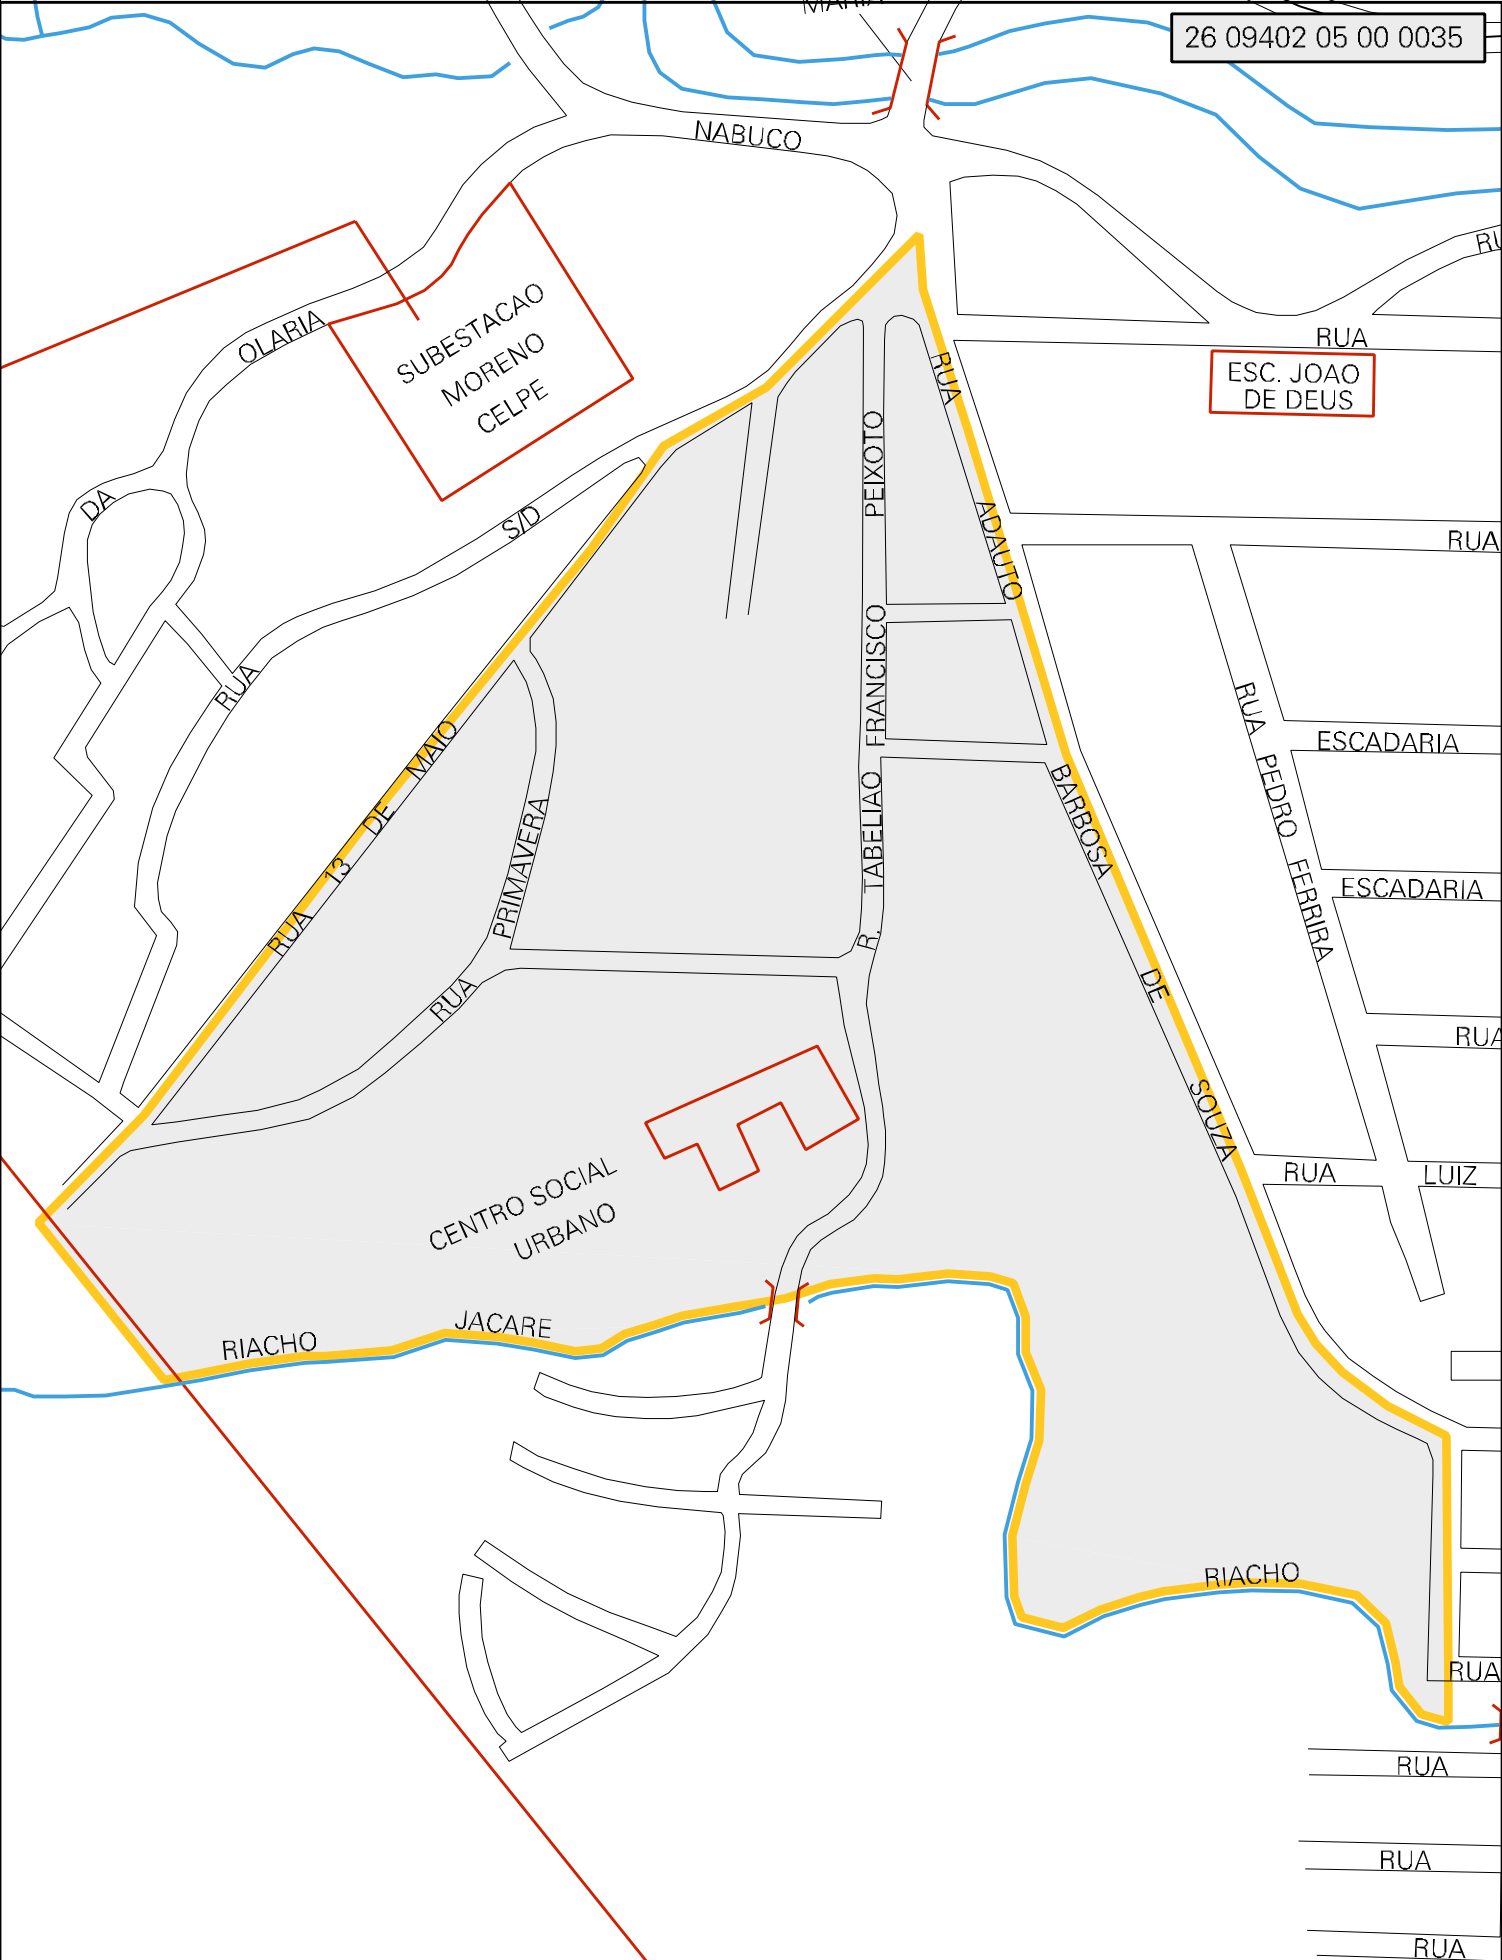 MARIA
26 09402 05 00 0035
NABUCO
RUA
OLARIA
SUBESTACAO
MORENO
CELPE
RUA
ESC. JOAO
DE DEUS
DA
S/D
PEIXOTO
ADAUTO
RUA
RUA
FRANCISCO
RUA 13 DE MAIO
RUA PEDRO FERRIRA
ESCADARIA
TABELIAO
R.
BARBOSA
PRIMAVERA
RUA
ESCADARIA
DE
RUA
SOUZA
RUA LUIZ
CENTRO SOCIAL
URBANO
RIACHO JACARE
RIACHO
RUA
RUA
RUA
RUA